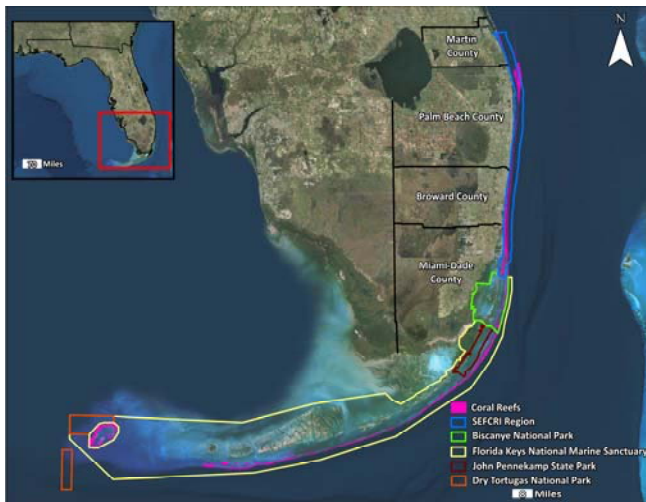 N
Martin
County
Palm Beach County
Broward County
Miami-Dade
County
Miles
Coral Reefs
SEFCRI Region
Biscanye National Park
Florida Keys National Marine Sanctuary
John Pennekamp State Park
Dry Tortugas National Park
Miles